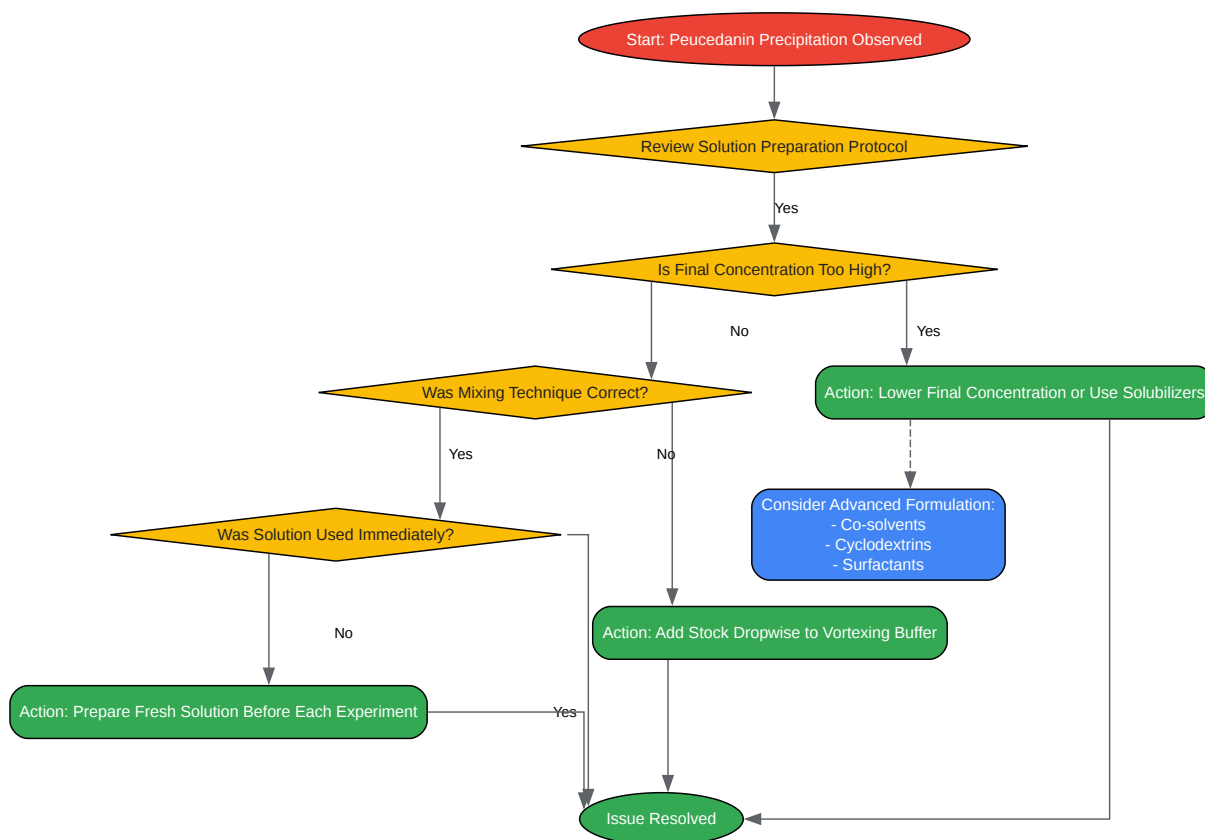 Start: Peucedanin Precipitation Observed
Review Solution Preparation Protocol
Yes
Is Final Concentration Too High?
No
Yes
Was Mixing Technique Correct?
Action: Lower Final Concentration or Use Solubilizers
Yes
No
Consider Advanced Formulation:
- Co-solvents
- Cyclodextrins
- Surfactants
Was Solution Used Immediately?
No
Action: Add Stock Dropwise to Vortexing Buffer
Action: Prepare Fresh Solution Before Each Experiment
Yes
Issue Resolved